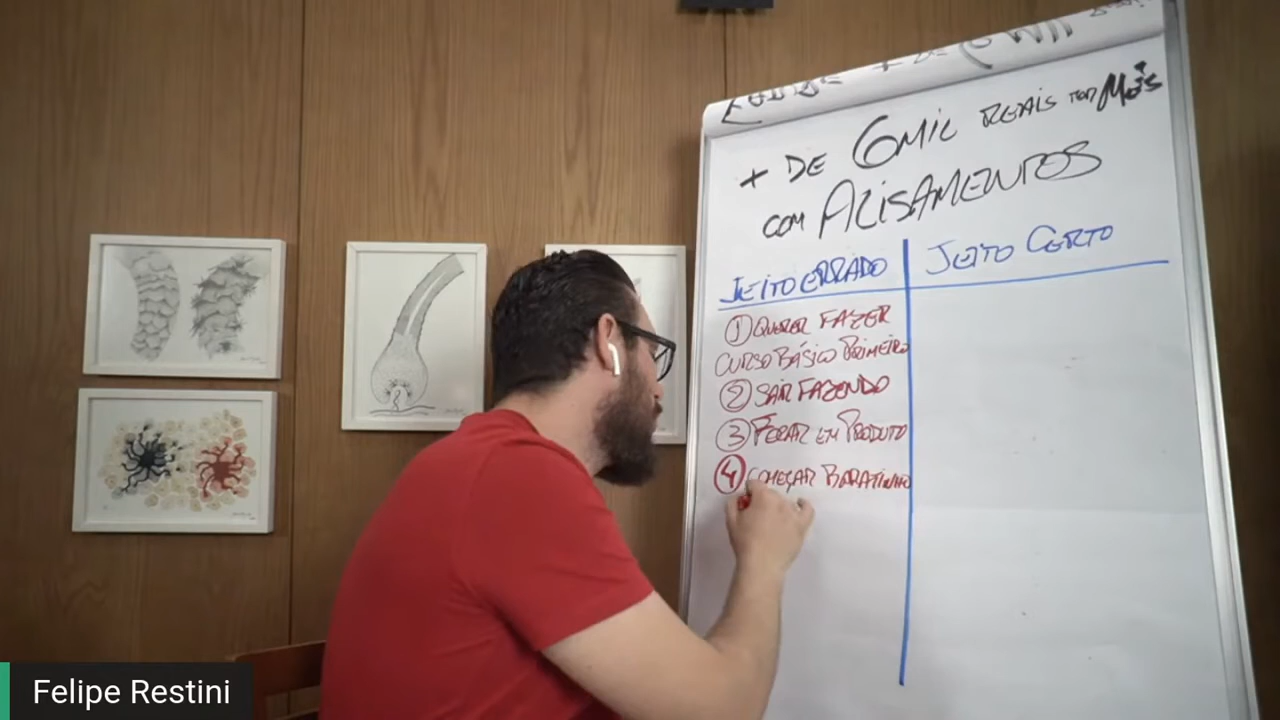 + DE 6MIL REAIS POR MÊS
COM ALISAMENTOS
JEITO ERRADO
JEITO CERTO
1 QUERER FAZER
CURSO BÁSICO PRIMEIRO
2 SAIR FAZENDO
3 FOCAR EM PRODUTO
4 COMEÇAR BARATINHO
Felipe Restini